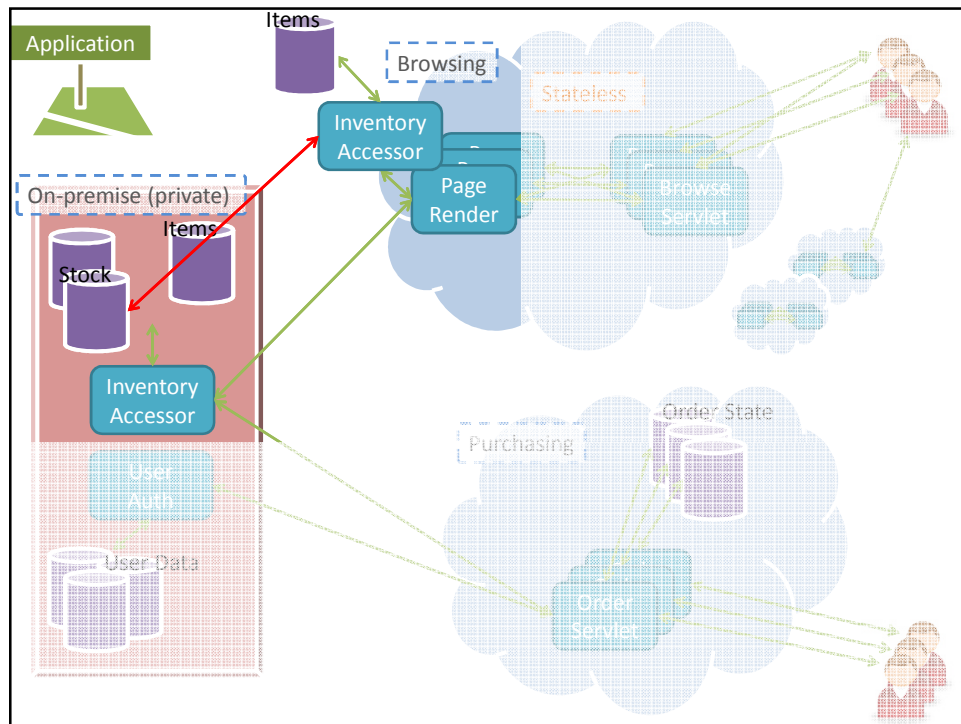 Items
Application
Browsing
Stateless
Inventory
Accessor
Page
Render
Browse
Servlet
On-premise (private)
Items
Stock
Inventory
Accessor
Order State
Purchasing
User
Auth
User Data
Order
Servlet